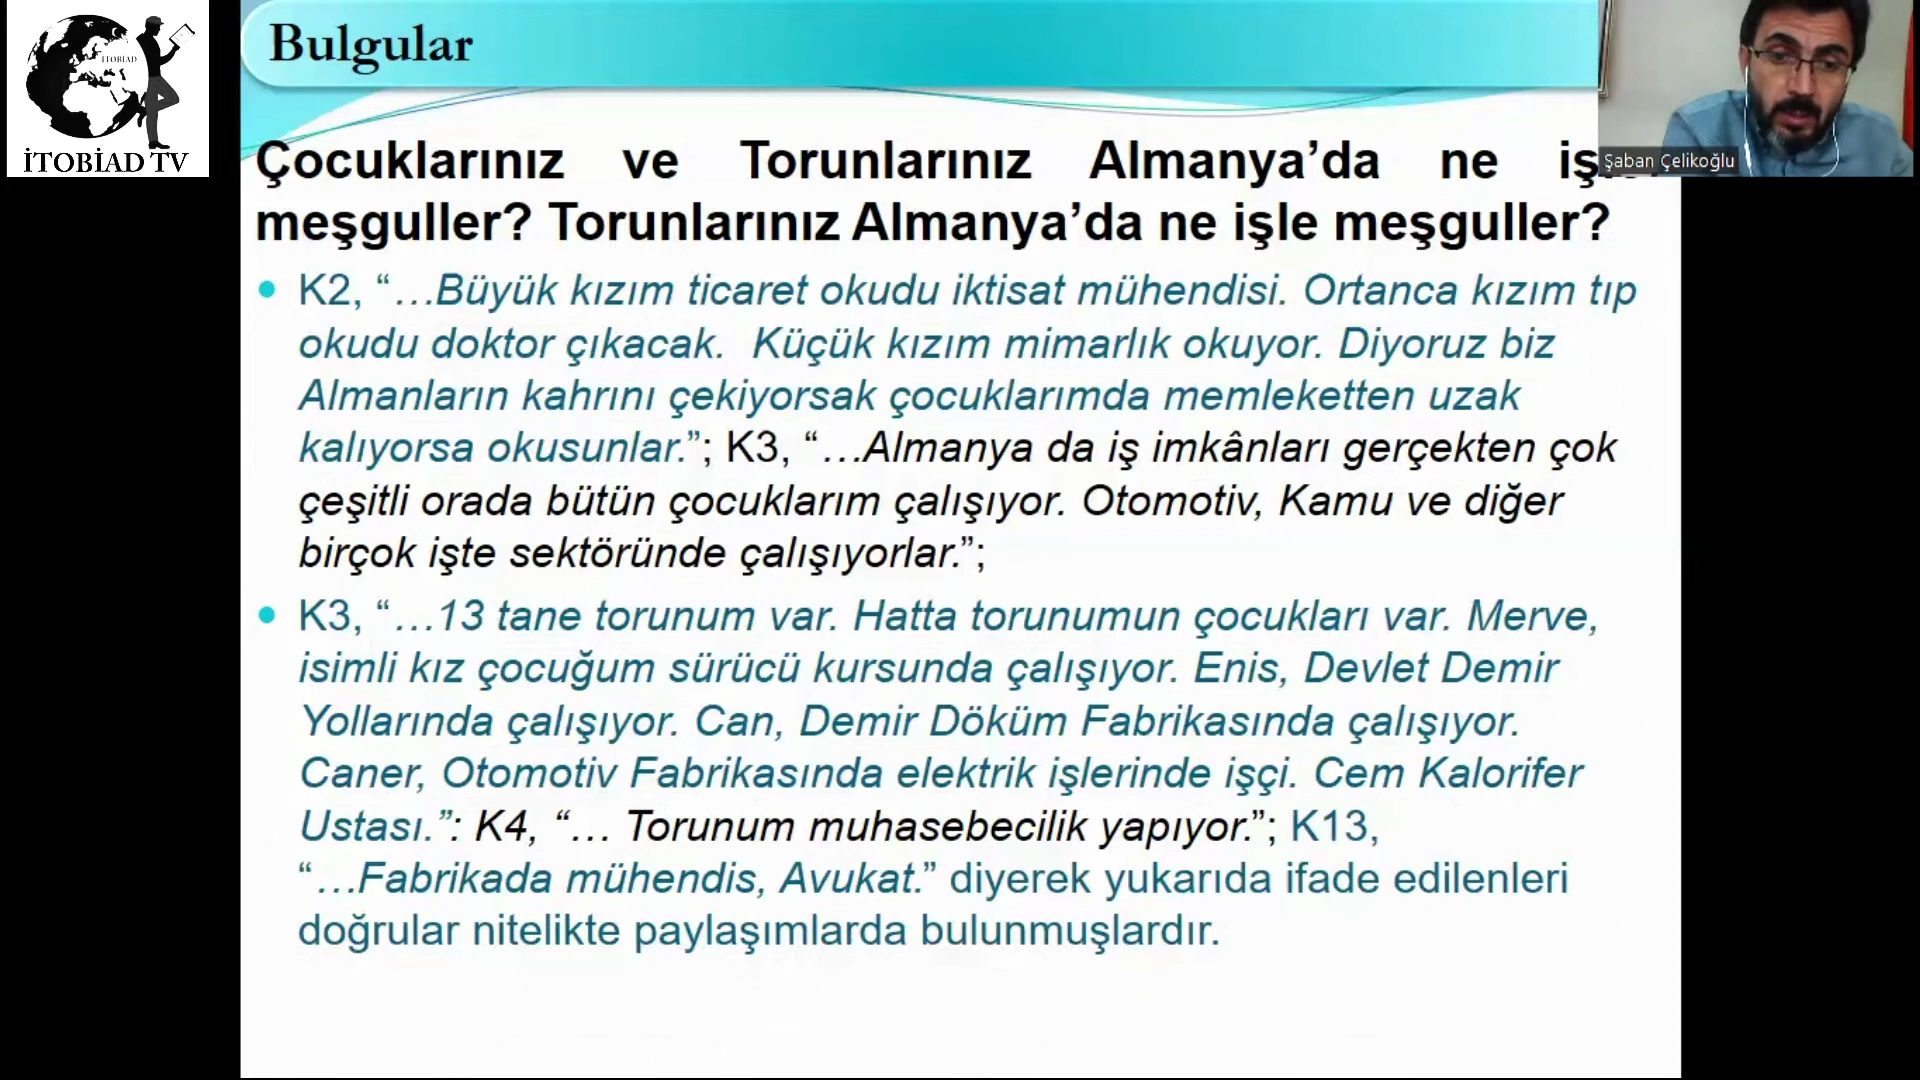 Bulgular
İTOBİAD
İTOBİAD TV
Şaban Çelikoğlu
Çocuklarınız ve Torunlarınız Almanya’da ne
meşguller? Torunlarınız Almanya’da ne işle meşguller?
K2, “…Büyük kızım ticaret okudu iktisat mühendisi. Ortanca kızım tıp
okudu doktor çıkacak. Küçük kızım mimarlık okuyor. Diyoruz biz
Almanların kahrını çekiyorsak çocuklarımda memleketten uzak
kalıyorsa okusunlar.”; K3, “…Almanya da iş imkânları gerçekten çok
çeşitli orada bütün çocuklarım çalışıyor. Otomotiv, Kamu ve diğer
birçok işte sektöründe çalışıyorlar.”;
K3, “…13 tane torunum var. Hatta torunumun çocukları var. Merve,
isimli kız çocuğum sürücü kursunda çalışıyor. Enis, Devlet Demir
Yollarında çalışıyor. Can, Demir Döküm Fabrikasında çalışıyor.
Caner, Otomotiv Fabrikasında elektrik işlerinde işçi. Cem Kalorifer
Ustası.”: K4, “… Torunum muhasebecilik yapıyor.”; K13,
“…Fabrikada mühendis, Avukat.” diyerek yukarıda ifade edilenleri
doğrular nitelikte paylaşımlarda bulunmuşlardır.